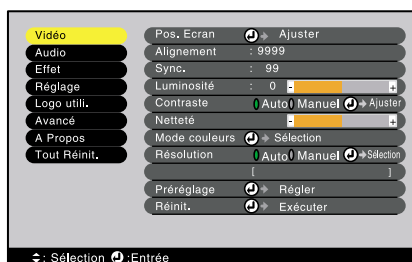 Vidéo
Audio
Effet
Réglage
Logo utili.
Avancé
A Propos
Tout Réinit.
Pos. Ecran Ajuster
Alignement : 9999
Sync. : 99
Luminosité : 0 - +
Contraste Auto Manuel Ajuster
Netteté - +
Mode couleurs Sélection
Résolution Auto Manuel Sélection
[ ]
Préréglage Régler
Réinit. Exécuter
: Sélection :Entrée